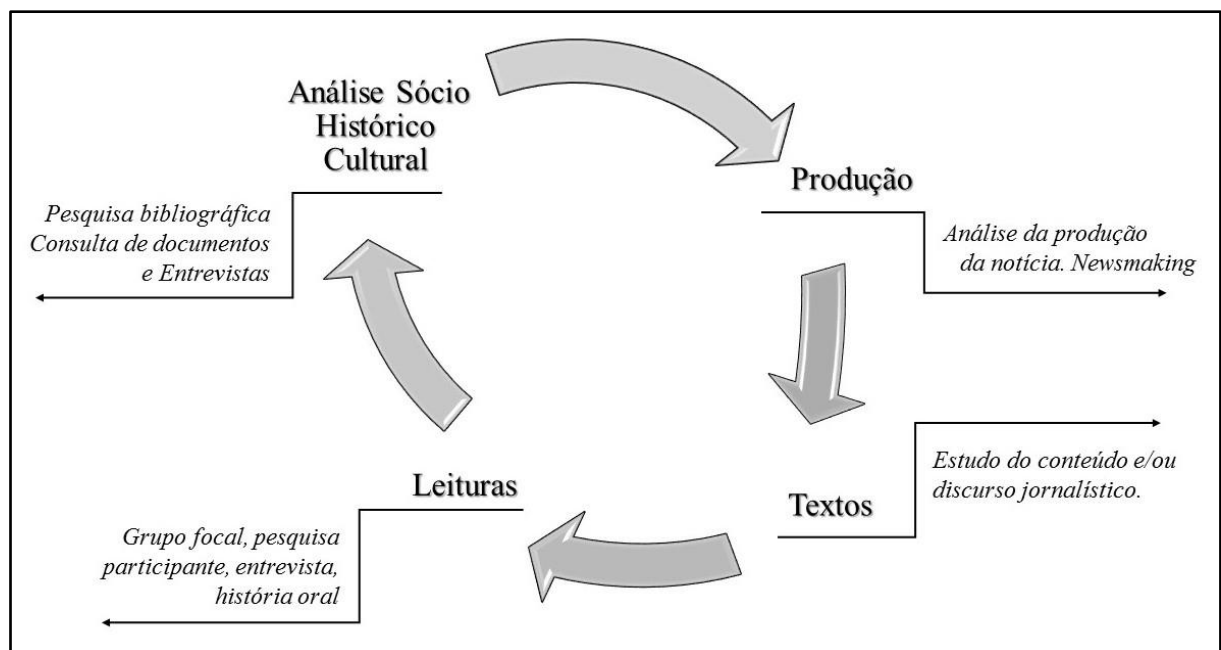 Análise Sócio
Histórico
Cultural
Pesquisa bibliográfica
Consulta de documentos
e Entrevistas
Produção
Análise da produção
da notícia. Newsmaking
Textos
Estudo do conteúdo e/ou
discurso jornalístico.
Leituras
Grupo focal, pesquisa
participante, entrevista,
história oral